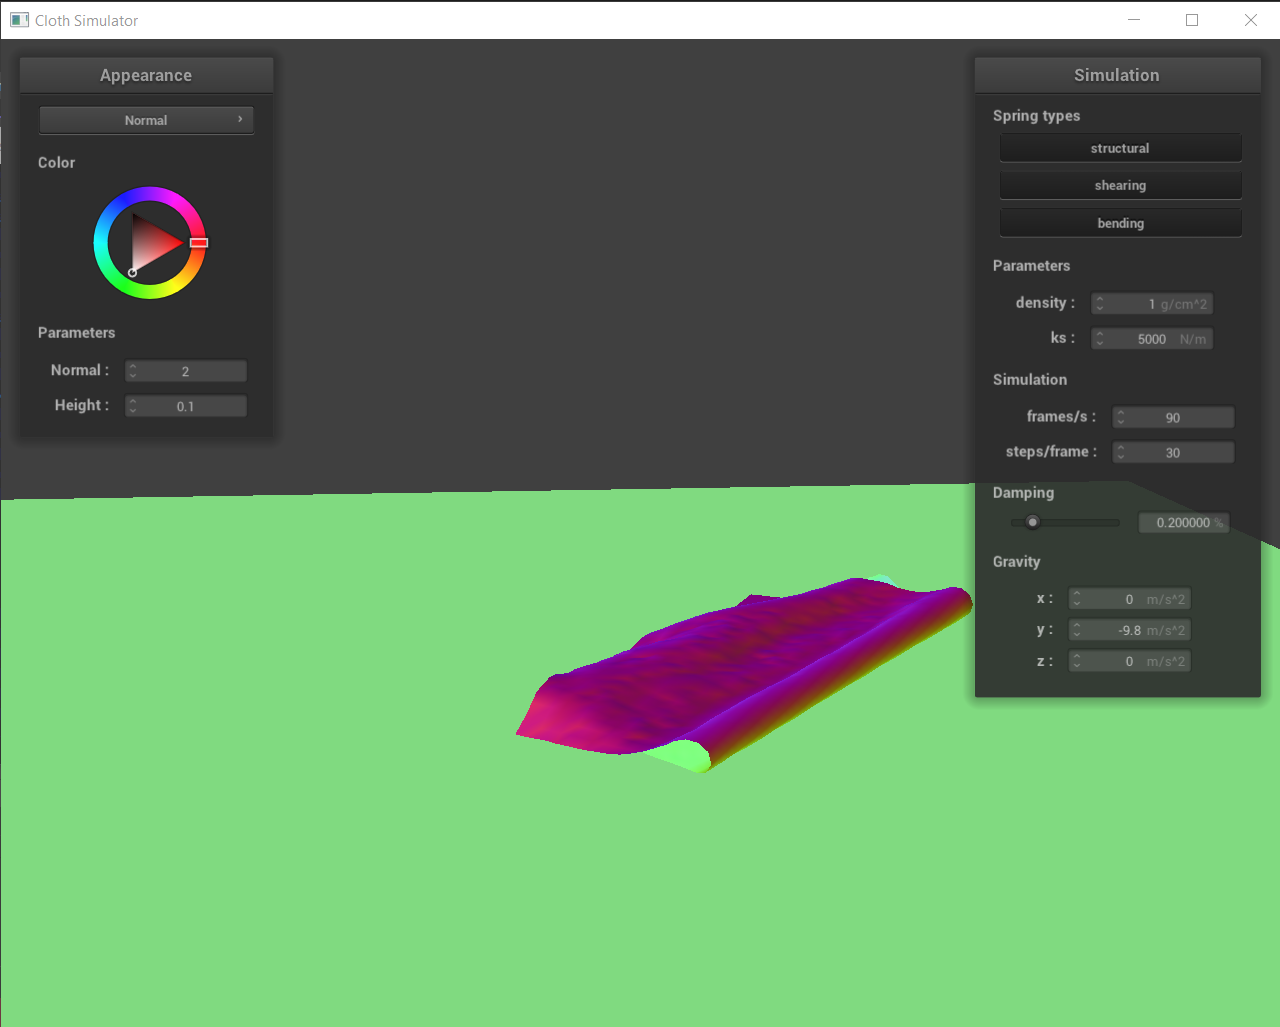 Cloth Simulator
Appearance
Normal
Color
Parameters
Normal : 2
Height : 0.1
Simulation
Spring types
structural
shearing
bending
Parameters
density : 1 g/cm^2
ks : 5000 N/m
Simulation
frames/s : 90
steps/frame : 30
Damping
0.200000 %
Gravity
x : 0 m/s^2
y : -9.8 m/s^2
z : 0 m/s^2